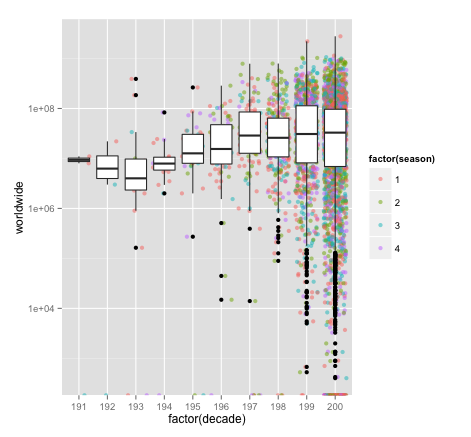 worldwide
1e+08
1e+06
1e+04
191 192 193 194 195 196 197 198 199 200
factor(decade)
factor(season)
1
2
3
4